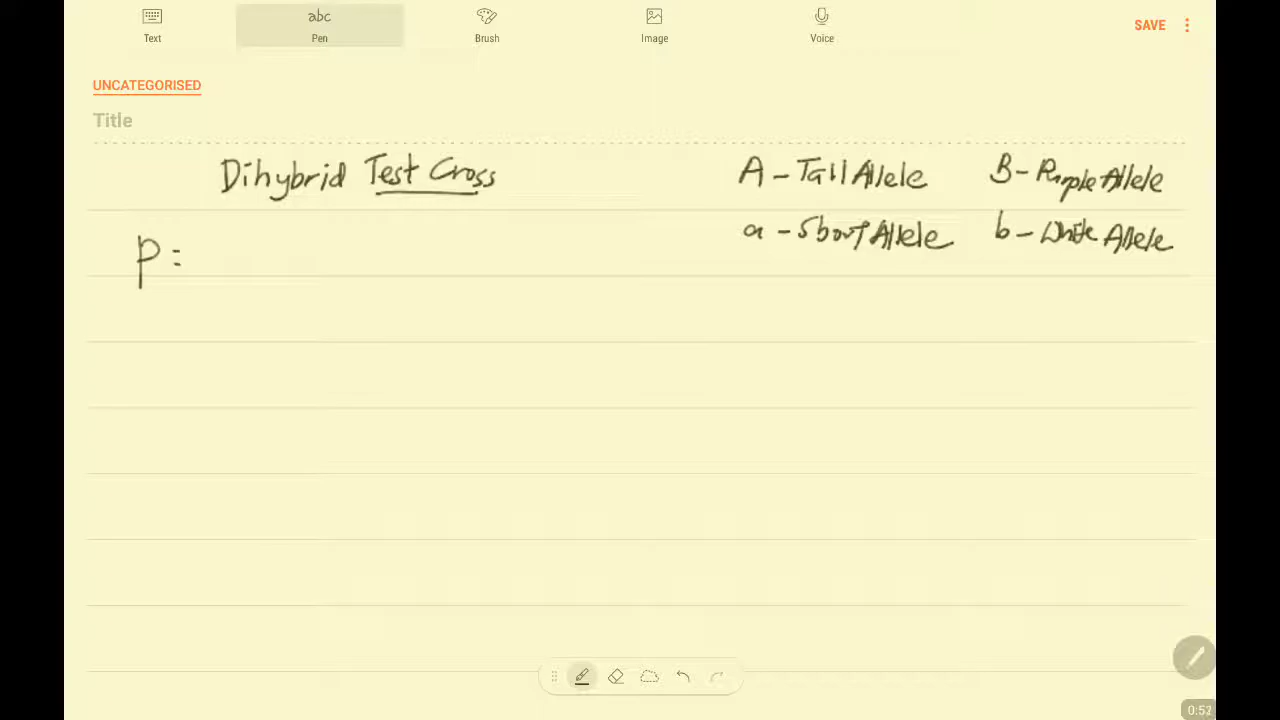 Text abc Pen Brush Image Voice SAVE
UNCATEGORISED
Title
Dihybrid Test Cross
A - Tall Allele B - Purple Allele
a - Short Allele b - White Allele
P =
0:52